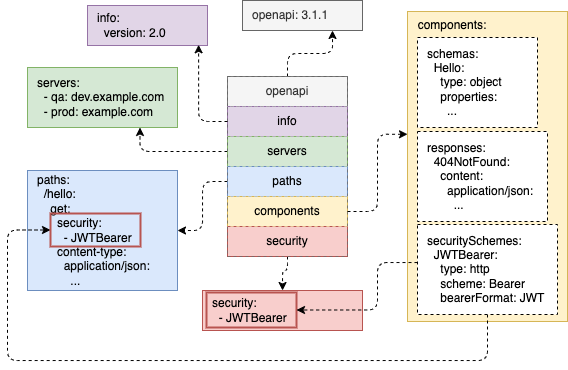 info:
version: 2.0
openapi: 3.1.1
servers:
- qa: dev.example.com
- prod: example.com
openapi
info
servers
paths
components
security
paths:
/hello:
get:
security:
- JWTBearer
content-type:
application/json:
...
security:
- JWTBearer
components:
schemas:
Hello:
type: object
properties:
...
responses:
404NotFound:
content:
application/json:
...
securitySchemes:
JWTBearer:
type: http
scheme: Bearer
bearerFormat: JWT